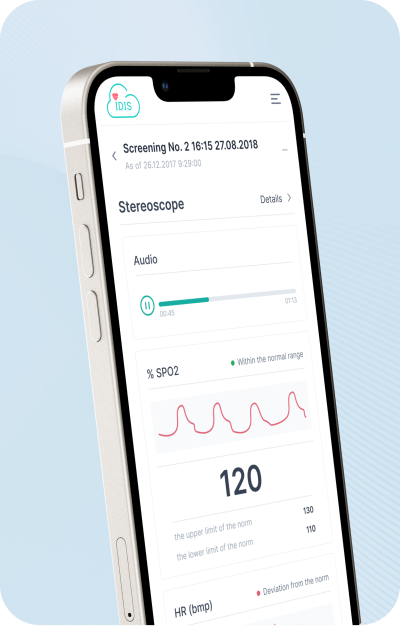 IDIS
Screening No. 2 16:15 27.08.2018
As of 26.12.2017 9:29:00
Stereoscope
Details
Audio
00:45
01:13
% SPO2
Within the normal range
120
the upper limit of the norm 130
the lower limit of the norm 110
HR (bmp)
Deviation from the norm